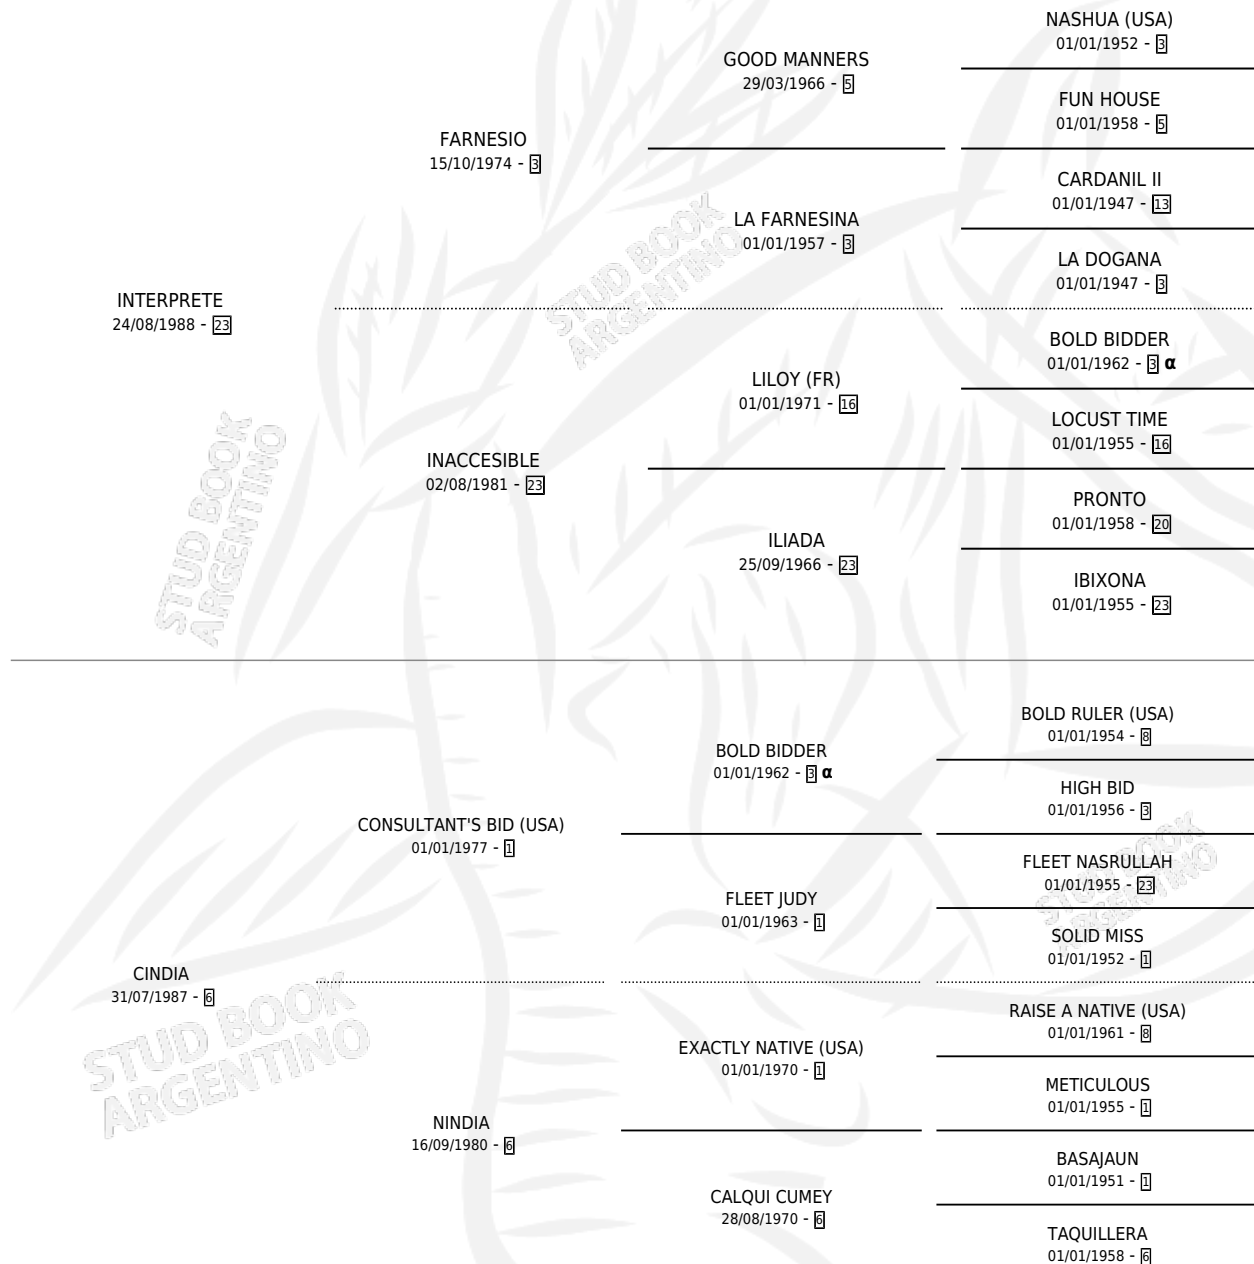 NASHUA (USA)
01/01/1952 - 3
GOOD MANNERS
29/03/1966 - 5
FUN HOUSE
01/01/1958 - 5
FARNESIO
15/10/1974 - 3
CARDANIL II
01/01/1947 - 13
LA FARNESINA
01/01/1957 - 3
LA DOGANA
01/01/1947 - 3
INTERPRETE
24/08/1988 - 23
BOLD BIDDER
01/01/1962 - 3 α
LILOY (FR)
01/01/1971 - 16
LOCUST TIME
01/01/1955 - 16
INACCESIBLE
02/08/1981 - 23
PRONTO
01/01/1958 - 20
ILIADA
25/09/1966 - 23
IBIXONA
01/01/1955 - 23
BOLD RULER (USA)
01/01/1954 - 8
BOLD BIDDER
01/01/1962 - 3 α
HIGH BID
01/01/1956 - 3
CONSULTANT'S BID (USA)
01/01/1977 - 1
FLEET NASRULLAH
01/01/1955 - 23
FLEET JUDY
01/01/1963 - 1
SOLID MISS
01/01/1952 - 1
CINDIA
31/07/1987 - 6
RAISE A NATIVE (USA)
01/01/1961 - 8
EXACTLY NATIVE (USA)
01/01/1970 - 1
METICULOUS
01/01/1955 - 1
NINDIA
16/09/1980 - 6
BASAJAUN
01/01/1951 - 1
CALQUI CUMEY
28/08/1970 - 6
TAQUILLERA
01/01/1958 - 6
STUD BOOK
ARGENTINO
STUD BOOK
ARGENTINO
STUD BOOK
ARGENTINO
STUD BOOK
ARGENTINO